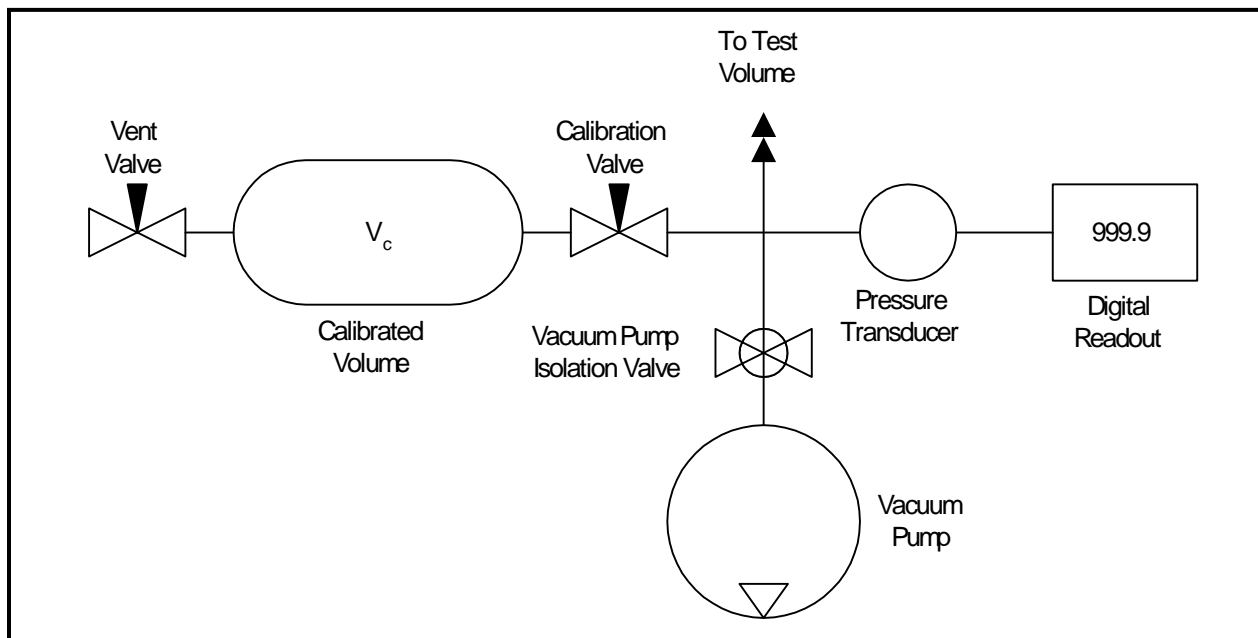 To Test
Volume
Vent
Valve
Calibration
Valve
V_c
999.9
Calibrated
Volume
Vacuum Pump
Isolation Valve
Pressure
Transducer
Digital
Readout
Vacuum
Pump